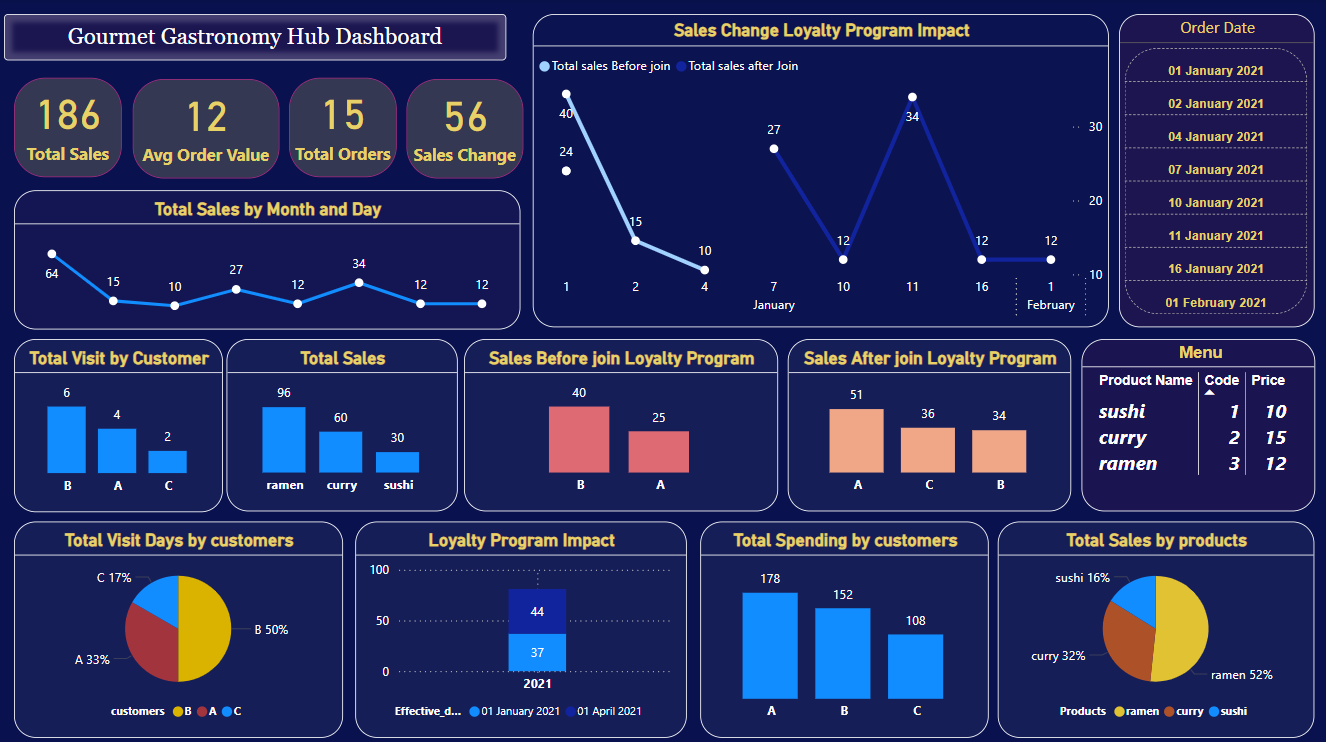 Gourmet Gastronomy Hub Dashboard
186
Total Sales
12
Avg Order Value
15
Total Orders
56
Sales Change
Sales Change Loyalty Program Impact
Total sales Before join Total sales after Join
40
24
15
10
27
12
34
12
12
30
20
10
1 2 4 7 10 11 16 1
January February
Order Date
01 January 2021
02 January 2021
04 January 2021
07 January 2021
10 January 2021
11 January 2021
16 January 2021
01 February 2021
Total Sales by Month and Day
64 15 10 27 12 34 12 12
Total Visit by Customer
6 4 2
B A C
Total Sales
96 60 30
ramen curry sushi
Sales Before join Loyalty Program
40 25
B A
Sales After join Loyalty Program
51 36 34
A C B
Menu
Product Name Code Price
sushi 1 10
curry 2 15
ramen 3 12
Total Visit Days by customers
C 17%
B 50%
A 33%
customers B A C
Loyalty Program Impact
100
50
0
44
37
2021
Effective_d... 01 January 2021 01 April 2021
Total Spending by customers
178 152 108
A B C
Total Sales by products
sushi 16%
curry 32%
ramen 52%
Products ramen curry sushi